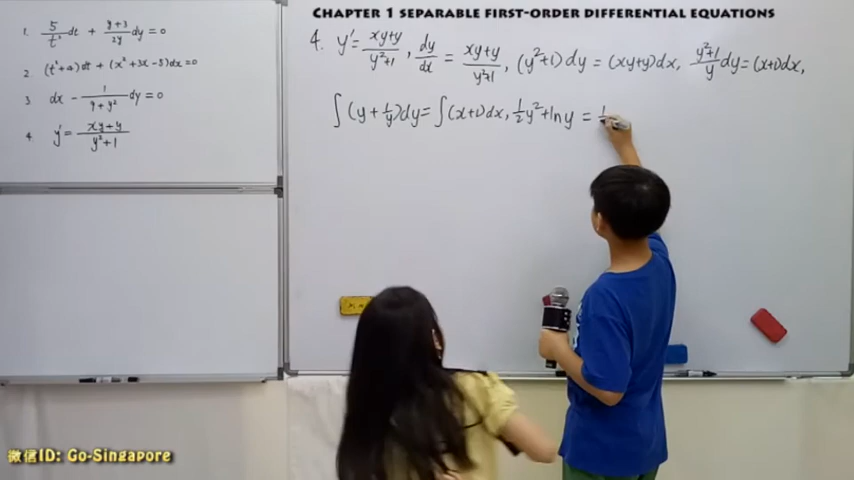 CHAPTER 1 SEPARABLE FIRST-ORDER DIFFERENTIAL EQUATIONS
1. 5/t² dt + (y+3)/2y dy = 0
2. (t²+4)dt + (x²+3x-5)dx = 0
3 dx - 1/(9+y²) dy = 0
4. y' = (xy+y)/(y²+1)
4. y' = (xy+y)/(y²+1), dy/dx = (xy+y)/(y²+1), (y²+1)dy = (xy+y)dx, (y²+1)/y dy = (x+1)dx,
∫(y+1/y)dy = ∫(x+1)dx, 1/2 y² + ln y = 1
微信ID: Go-Singapore